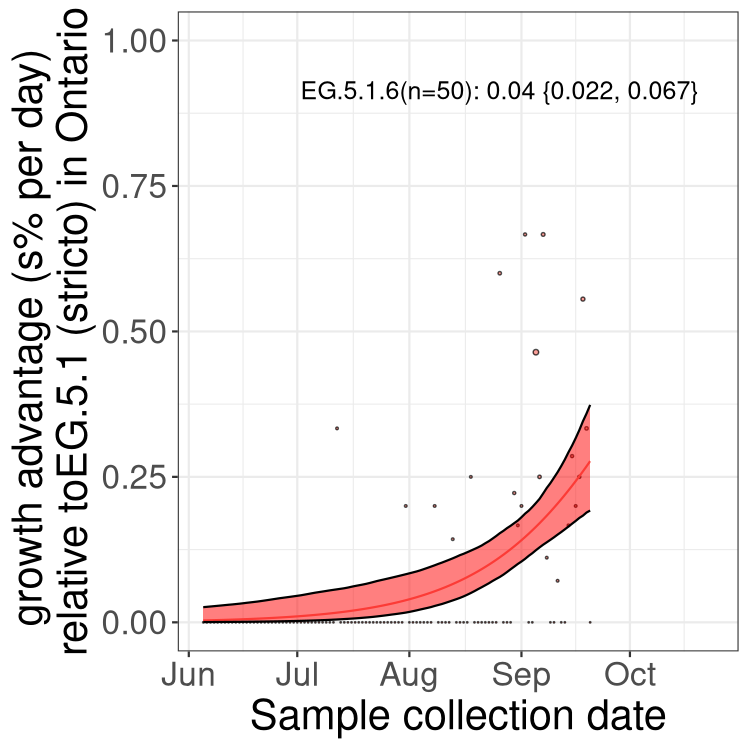 growth advantage (s% per day)
relative toEG.5.1 (stricto) in Ontario
1.00
0.75
0.50
0.25
0.00
EG.5.1.6(n=50): 0.04 {0.022, 0.067}
Jun Jul Aug Sep Oct
Sample collection date